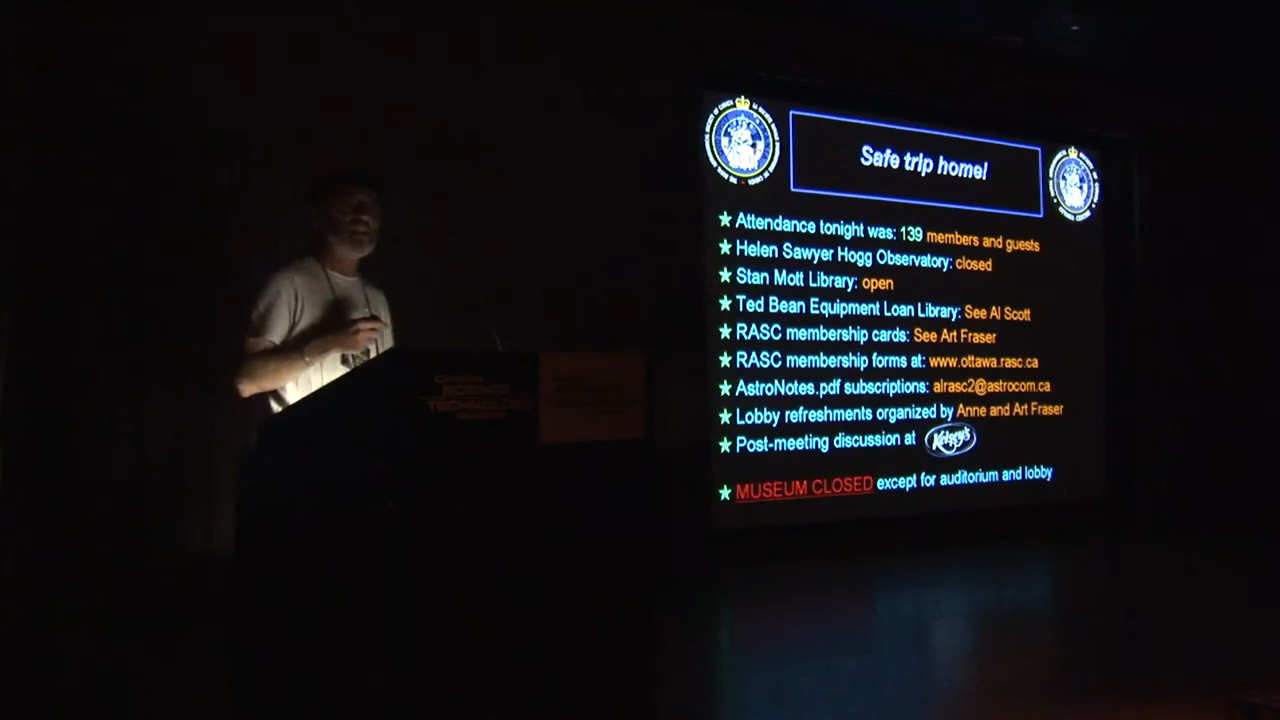 Safe trip home!
Attendance tonight was: 139 members and guests
Helen Sawyer Hogg Observatory: closed
Stan Mott Library: open
Ted Bean Equipment Loan Library: See Al Scott
RASC membership cards: See Art Fraser
RASC membership forms at: www.ottawa.rasc.ca
AstroNotes.pdf subscriptions: alrasc2@astrocom.ca
Lobby refreshments organized by Anne and Art Fraser
Post-meeting discussion at Kelsey's
MUSEUM CLOSED except for auditorium and lobby